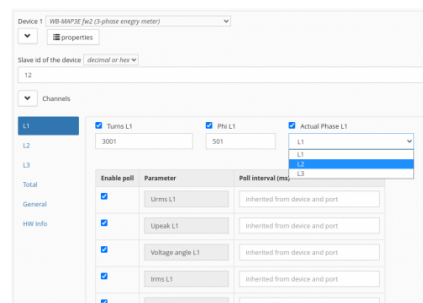 Device 1 WB-MAP3E fw2 (3-phase enegry meter)
properties
Slave id of the device decimal or hex
12
Channels
L1
L2
L3
Total
General
HW Info
Turns L1 Phi L1 Actual Phase L1
3001 501 L1
L1
L2
L3
Enable poll Parameter Poll interval (ms)
Urms L1 Inherited from device and port
Upeak L1 Inherited from device and port
Voltage angle L1 Inherited from device and port
Irms L1 Inherited from device and port